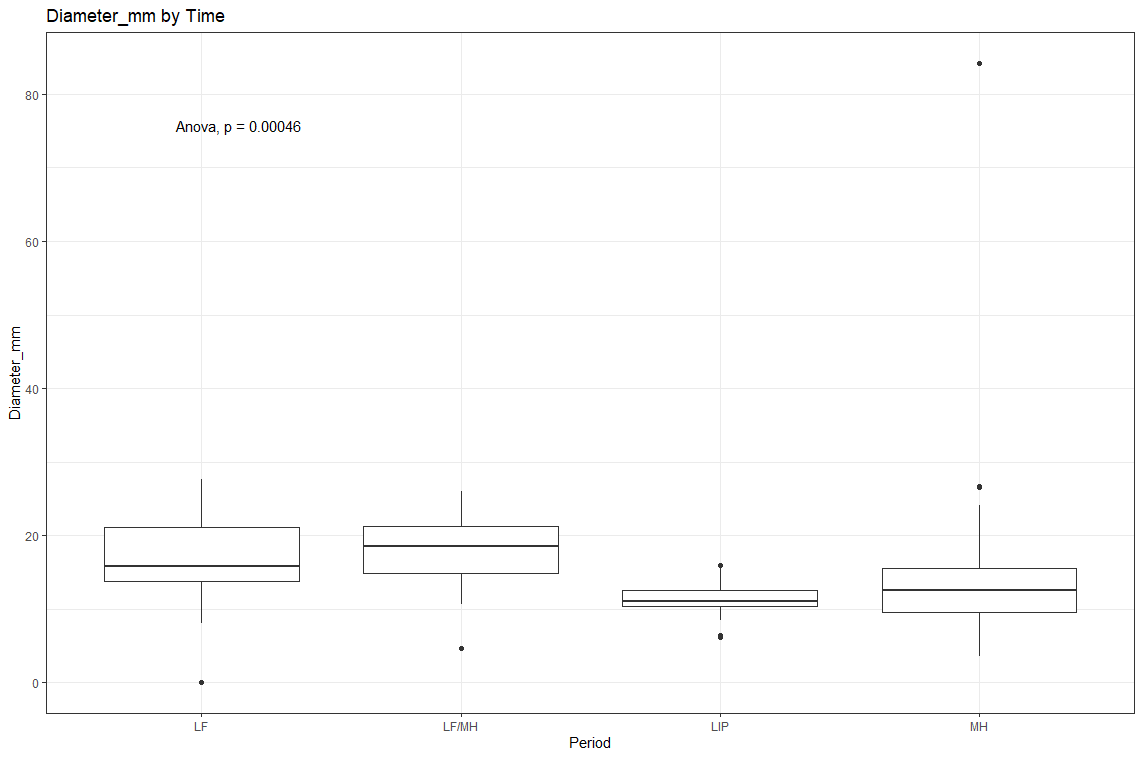 Diameter_mm by Time
80
Anova, p = 0.00046
60
Diameter_mm
40
20
0
LF
LF/MH
LIP
MH
Period